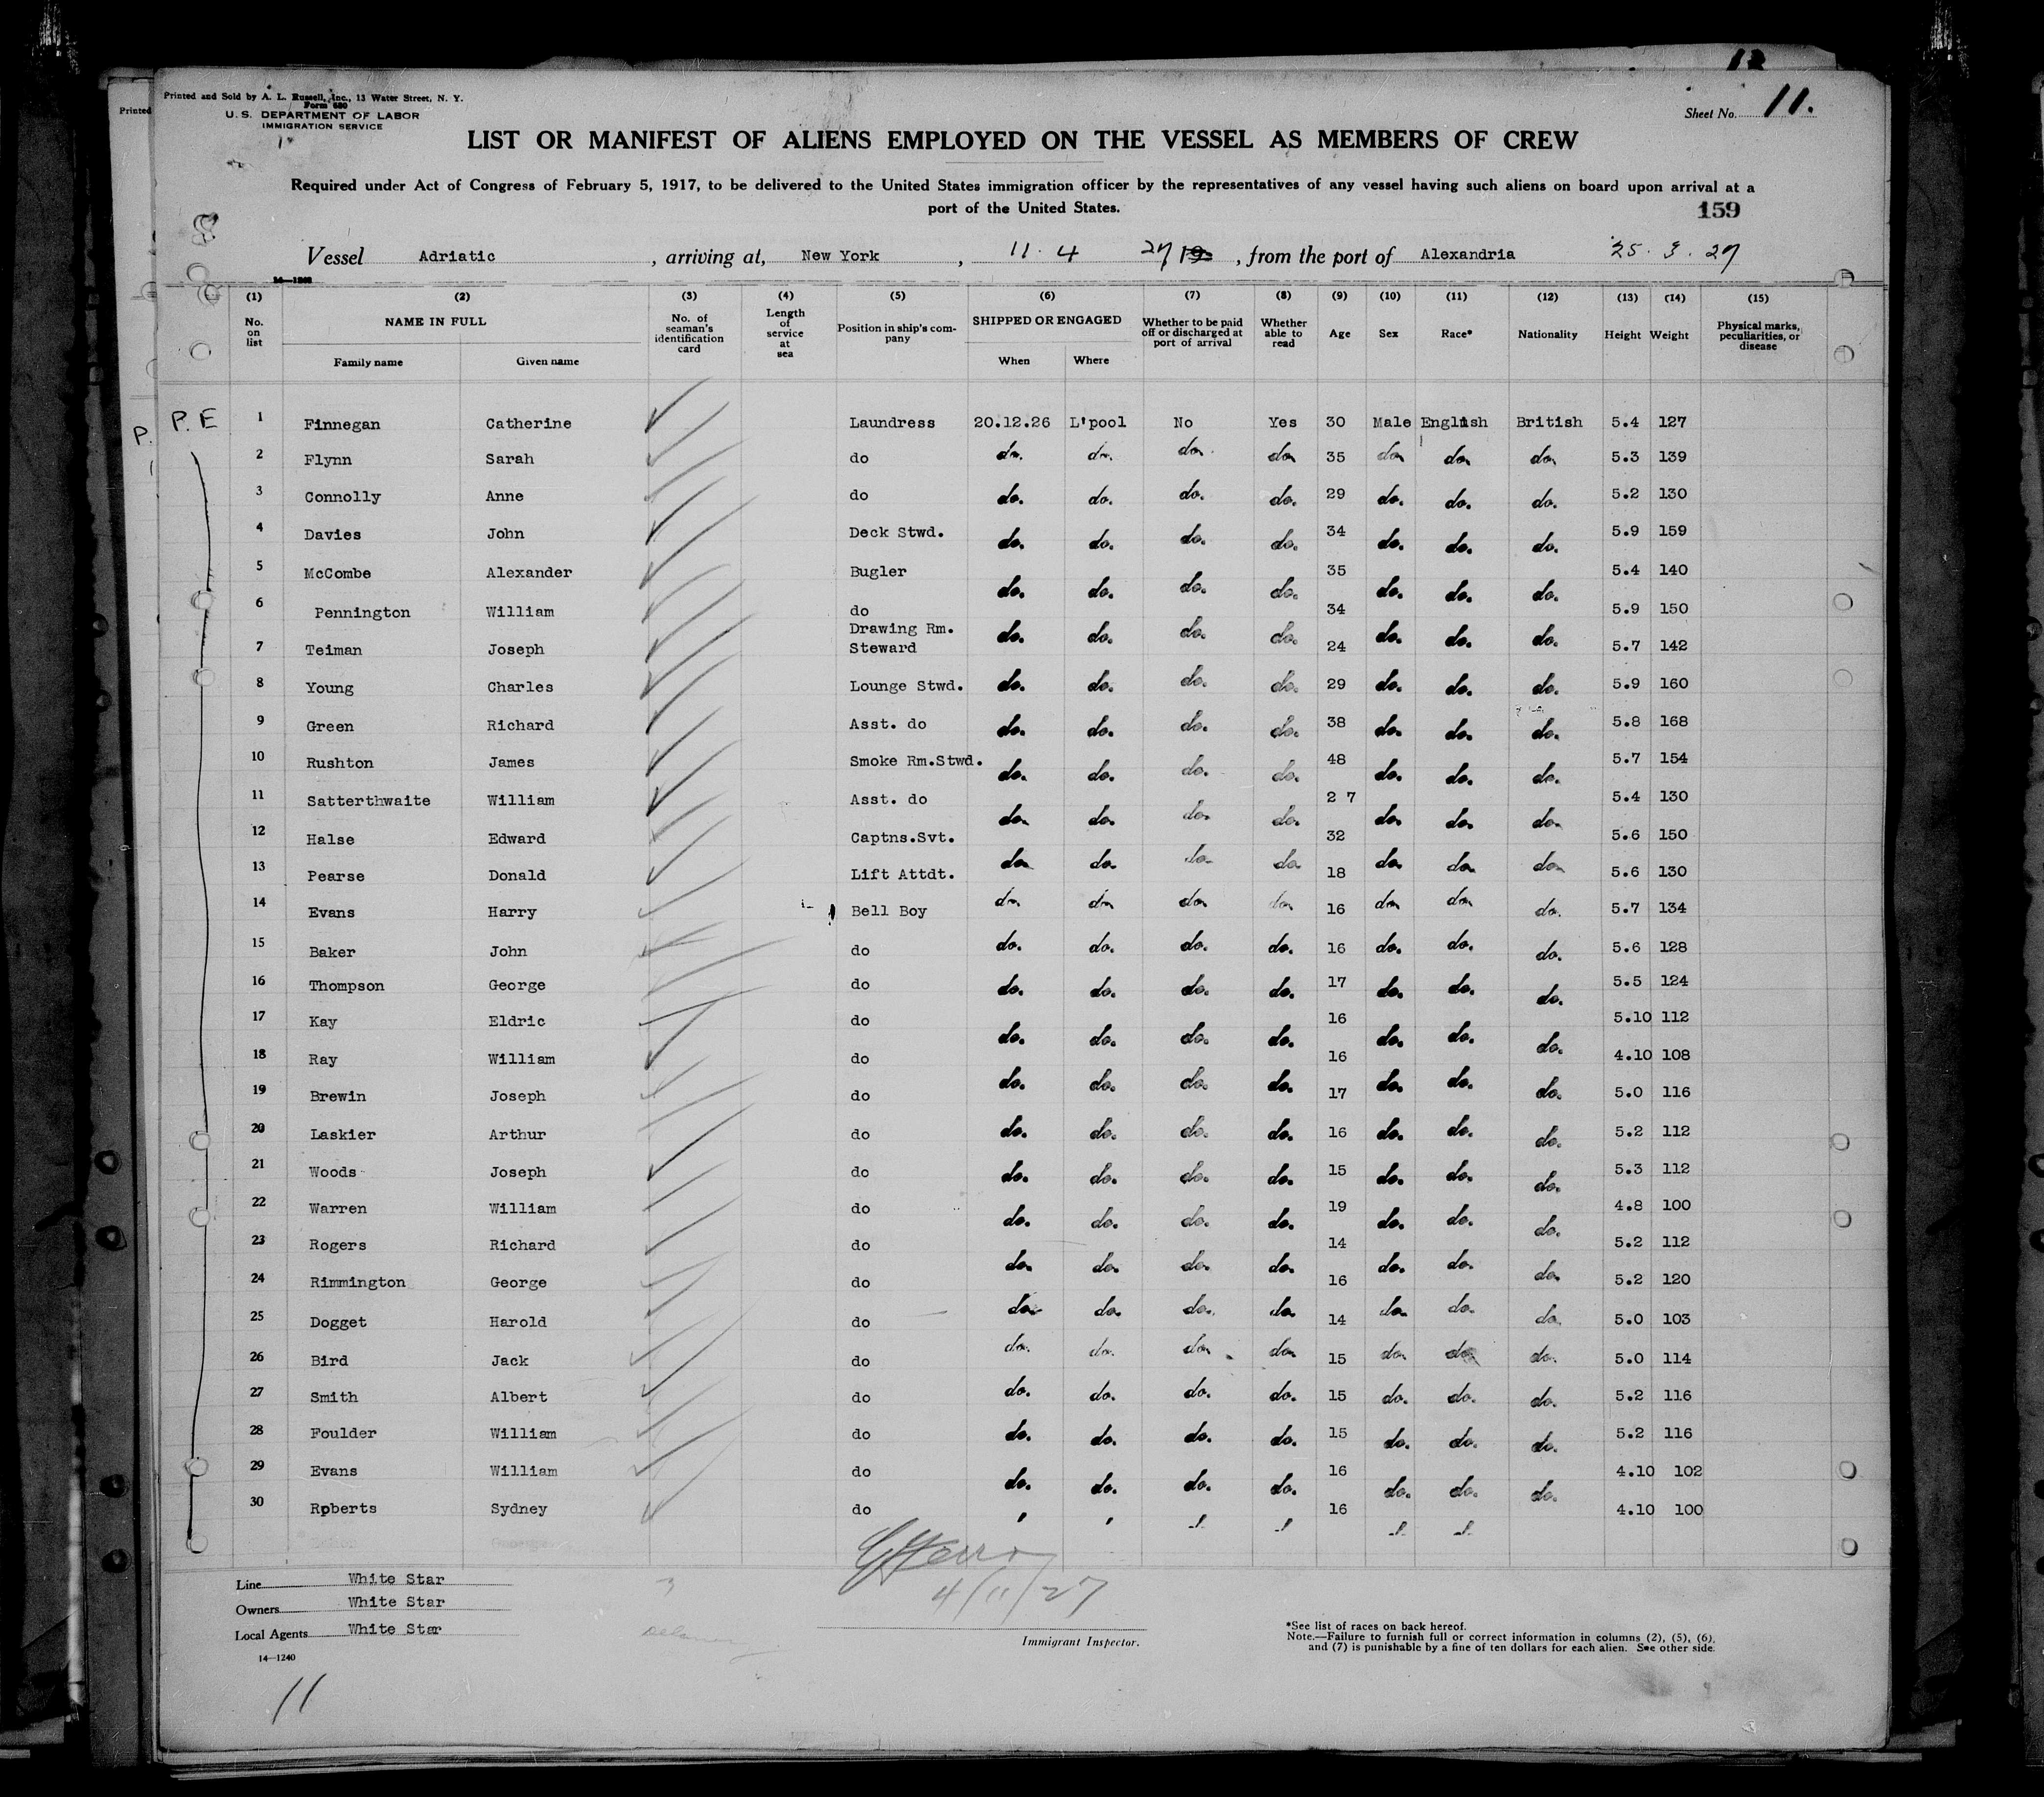 12
Printed and Sold by A. L. Russell, Inc., 13 Water Street, N. Y.
Form 680
Printed
U. S. DEPARTMENT OF LABOR
IMMIGRATION SERVICE
Sheet No. 11.
LIST OR MANIFEST OF ALIENS EMPLOYED ON THE VESSEL AS MEMBERS OF CREW
Required under Act of Congress of February 5, 1917, to be delivered to the United States immigration officer by the representatives of any vessel having such aliens on board upon arrival at a
port of the United States.
159
Vessel Adriatic , arriving at, New York , 11. 4 27 19 , from the port of Alexandria 25. 3. 27
14—1240
(1) (2) (3) (4) (5) (6) (7) (8) (9) (10) (11) (12) (13) (14) (15)
No. on list NAME IN FULL Family name Given name No. of seaman's identification card Length of service at sea Position in ship's company SHIPPED OR ENGAGED When Where Whether to be paid off or discharged at port of arrival Whether able to read Age Sex Race* Nationality Height Weight Physical marks, peculiarities, or disease
P. P. E 1 Finnegan Catherine Laundress 20.12.26 L'pool No Yes 30 Male English British 5.4 127
2 Flynn Sarah do do. do. do. do 35 do do do 5.3 139
3 Connolly Anne do do. do. do. do. 29 do. do. do. 5.2 130
4 Davies John Deck Stwd. do. do. do. do. 34 do. do. do. 5.9 159
5 McCombe Alexander Bugler do. do. do. do. 35 do. do. do. 5.4 140
6 Pennington William do do. do. do. do. 34 do. do. do. 5.9 150
7 Teiman Joseph Drawing Rm. Steward 24 5.7 142
8 Young Charles Lounge Stwd. do. do. do. do. 29 do. do. do. 5.9 160
9 Green Richard Asst. do do. do. do. do. 38 do. do. do. 5.8 168
10 Rushton James Smoke Rm.Stwd. do. do. do. do. 48 do. do. do. 5.7 154
11 Satterthwaite William Asst. do do. do. do. do. 2 7 do. do. do. 5.4 130
12 Halse Edward Captns.Svt. do. do. do. do. 32 do. do. do. 5.6 150
13 Pearse Donald Lift Attdt. 18 5.6 130
14 Evans Harry Bell Boy do. do do do 16 do do do. 5.7 134
15 Baker John do do. do. do. do. 16 do. do. do. 5.6 128
16 Thompson George do do. do. do. do. 17 do. do. do. 5.5 124
17 Kay Eldric do do. do. do. do. 16 do. do. do. 5.10 112
18 Ray William do do. do. do. do. 16 do. do. do. 4.10 108
19 Brewin Joseph do 17 5.0 116
20 Laskier Arthur do do. do. do. do. 16 do. do. do. 5.2 112
21 Woods Joseph do do. do. do. do. 15 do. do. do. 5.3 112
22 Warren William do do. do. do. do. 19 do. do. do. 4.8 100
23 Rogers Richard do do. do. do. do. 14 do. do. do. 5.2 112
24 Rimmington George do do. do. do. do. 16 do. do. do. 5.2 120
25 Dogget Harold do 14 5.0 103
26 Bird Jack do do. do. do do 15 do do do. 5.0 114
27 Smith Albert do do. do. do. do. 15 do. do. do. 5.2 116
28 Foulder William do do. do. do. do. 15 do. do. do. 5.2 116
29 Evans William do do. do. do. do. 16 do. do. do. 4.10 102
30 Roberts Sydney do 16 4.10 100
Line White Star
Owners White Star
Local Agents White Star
4/11/27
Immigrant Inspector.
*See list of races on back hereof.
Note.—Failure to furnish full or correct information in columns (2), (5), (6), and (7) is punishable by a fine of ten dollars for each alien. See other side.
14—1240
11